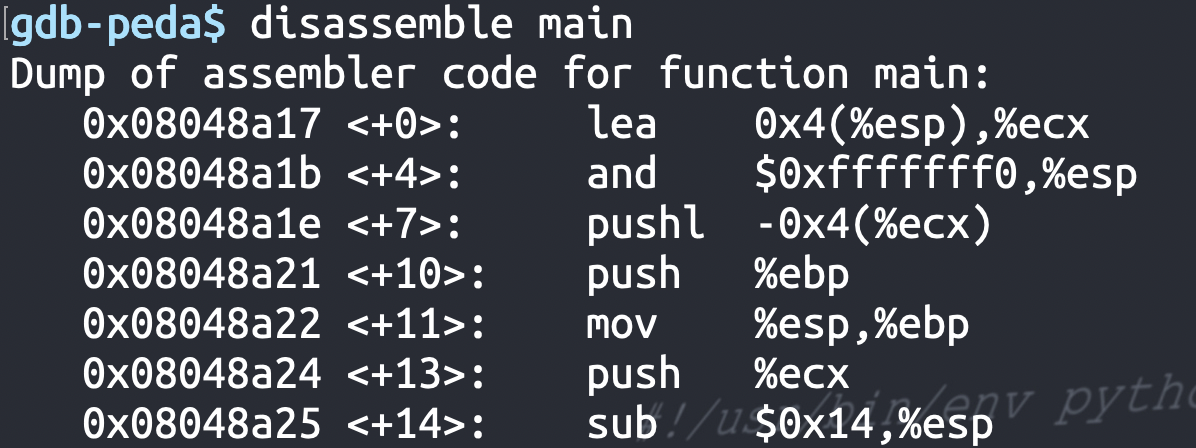 gdb-peda$ disassemble main
Dump of assembler code for function main:
0x08048a17 <+0>: lea 0x4(%esp),%ecx
0x08048a1b <+4>: and $0xfffffff0,%esp
0x08048a1e <+7>: pushl -0x4(%ecx)
0x08048a21 <+10>: push %ebp
0x08048a22 <+11>: mov %esp,%ebp
0x08048a24 <+13>: push %ecx
0x08048a25 <+14>: sub $0x14,%esp
#!/usr/bin/env pytho